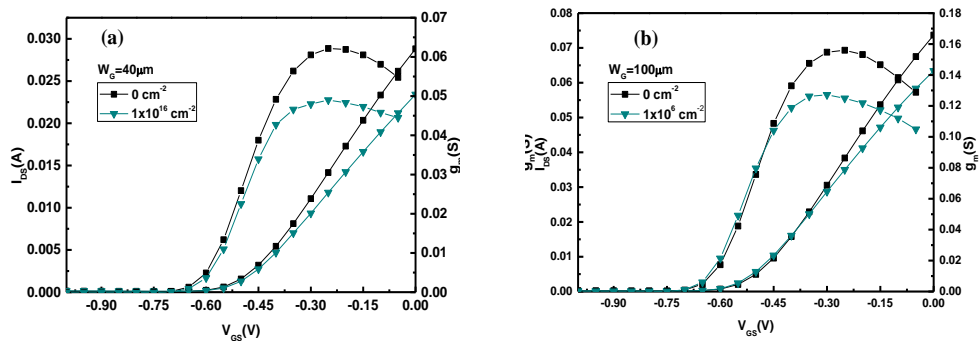 (a)
W_G=40μm
0 cm⁻²
1x10¹⁶ cm⁻²
I_DS(A)
0.030
0.025
0.020
0.015
0.010
0.005
0.000
g_m(S)
0.07
0.06
0.05
0.04
0.03
0.02
0.01
0.00
-0.90 -0.75 -0.60 -0.45 -0.30 -0.15 0.00
V_GS(V)
(b)
W_G=100μm
0 cm⁻²
1x10⁶ cm⁻²
g_m(S)
I_DS(A)
0.08
0.07
0.06
0.05
0.04
0.03
0.02
0.01
0.00
g_m(S)
0.18
0.16
0.14
0.12
0.10
0.08
0.06
0.04
0.02
0.00
-0.90 -0.75 -0.60 -0.45 -0.30 -0.15 0.00
V_GS(V)